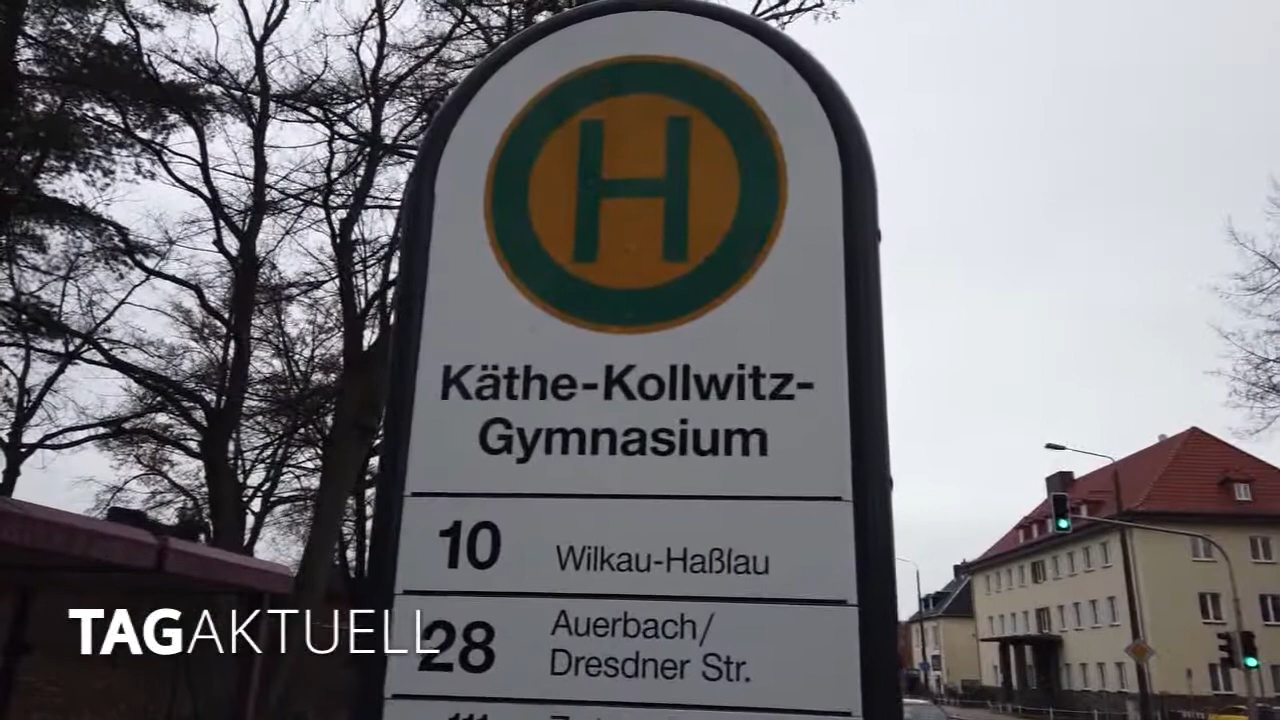 H
Käthe-Kollwitz-
Gymnasium
10 Wilkau-Haßlau
28 Auerbach/
Dresdner Str.
TAGAKTUELL